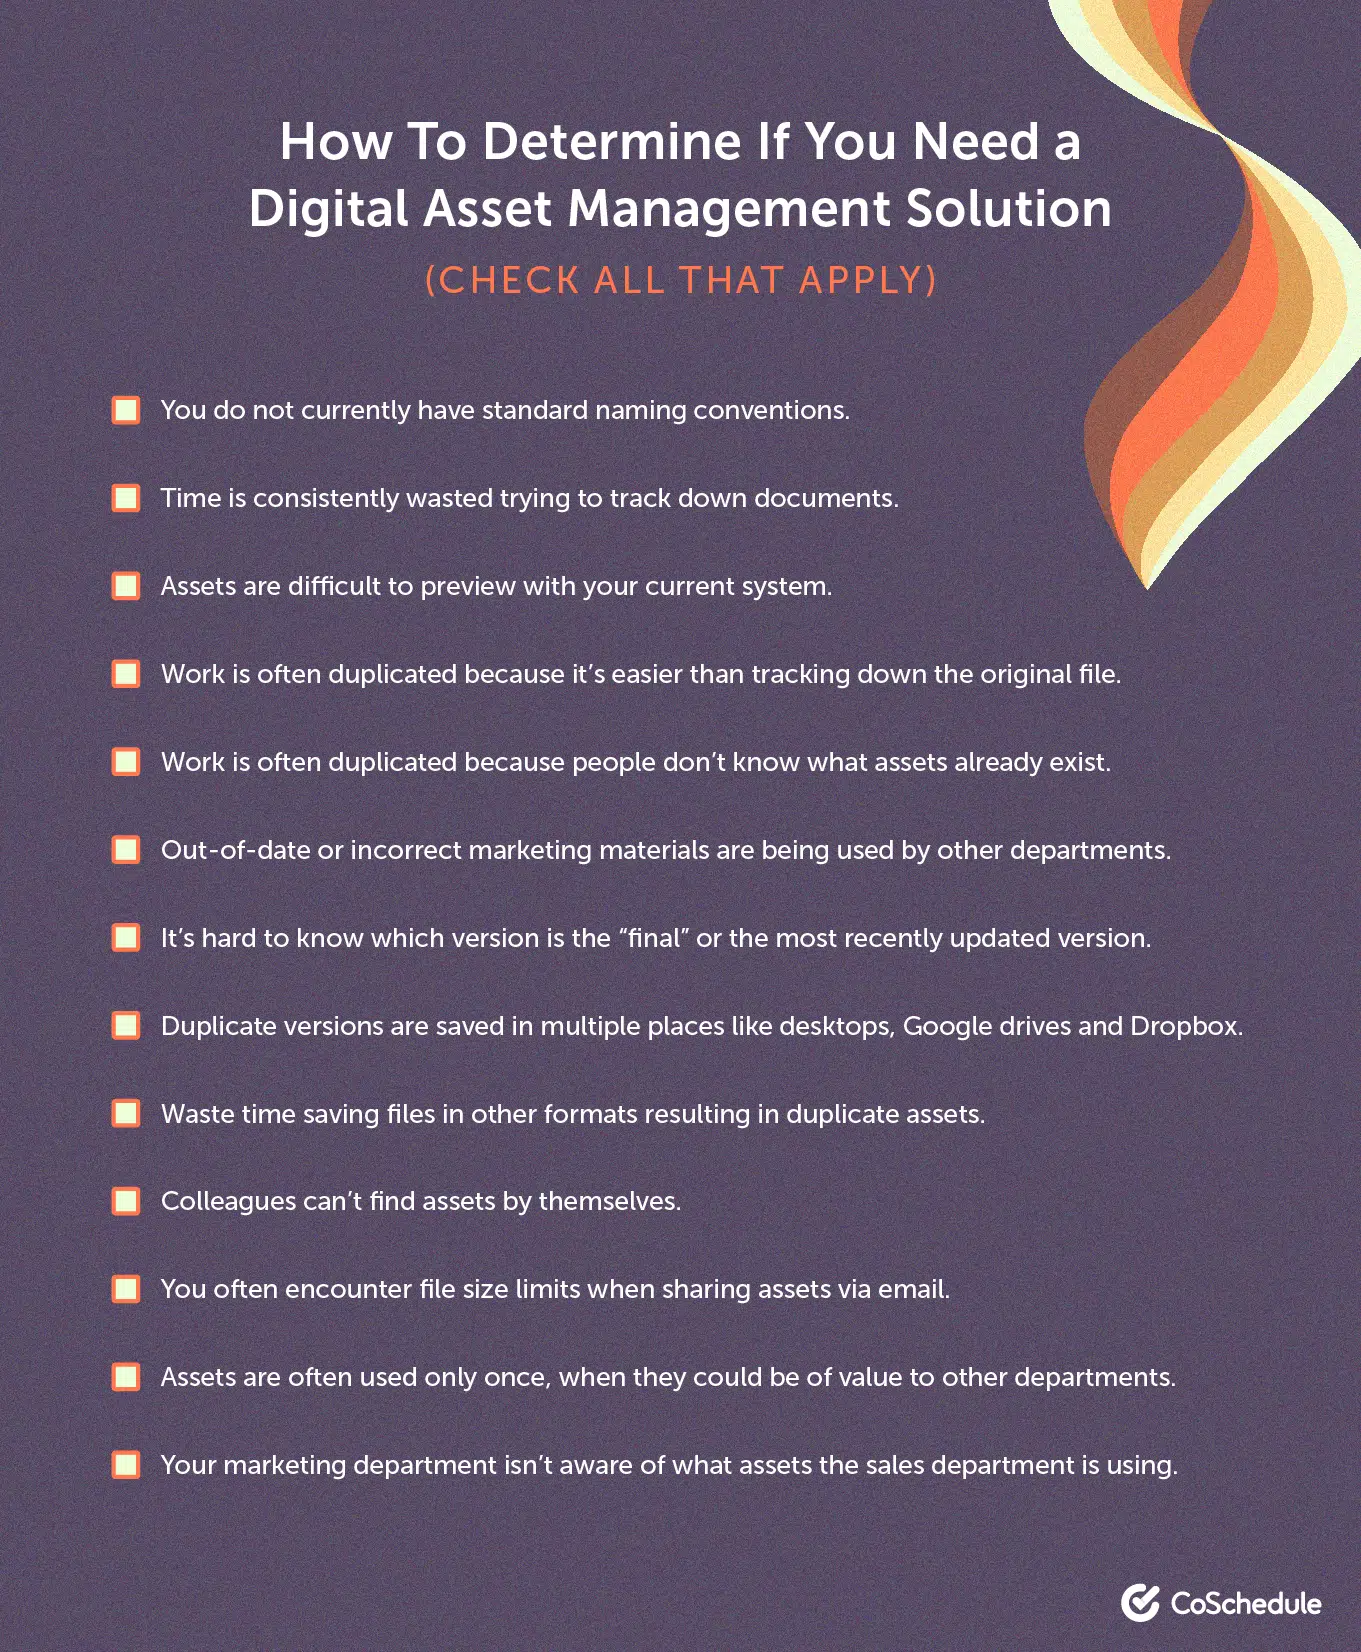 How To Determine If You Need a
Digital Asset Management Solution
(CHECK ALL THAT APPLY)
You do not currently have standard naming conventions.
Time is consistently wasted trying to track down documents.
Assets are difficult to preview with your current system.
Work is often duplicated because it’s easier than tracking down the original file.
Work is often duplicated because people don’t know what assets already exist.
Out-of-date or incorrect marketing materials are being used by other departments.
It’s hard to know which version is the “final” or the most recently updated version.
Duplicate versions are saved in multiple places like desktops, Google drives and Dropbox.
Waste time saving files in other formats resulting in duplicate assets.
Colleagues can’t find assets by themselves.
You often encounter file size limits when sharing assets via email.
Assets are often used only once, when they could be of value to other departments.
Your marketing department isn’t aware of what assets the sales department is using.
CoSchedule